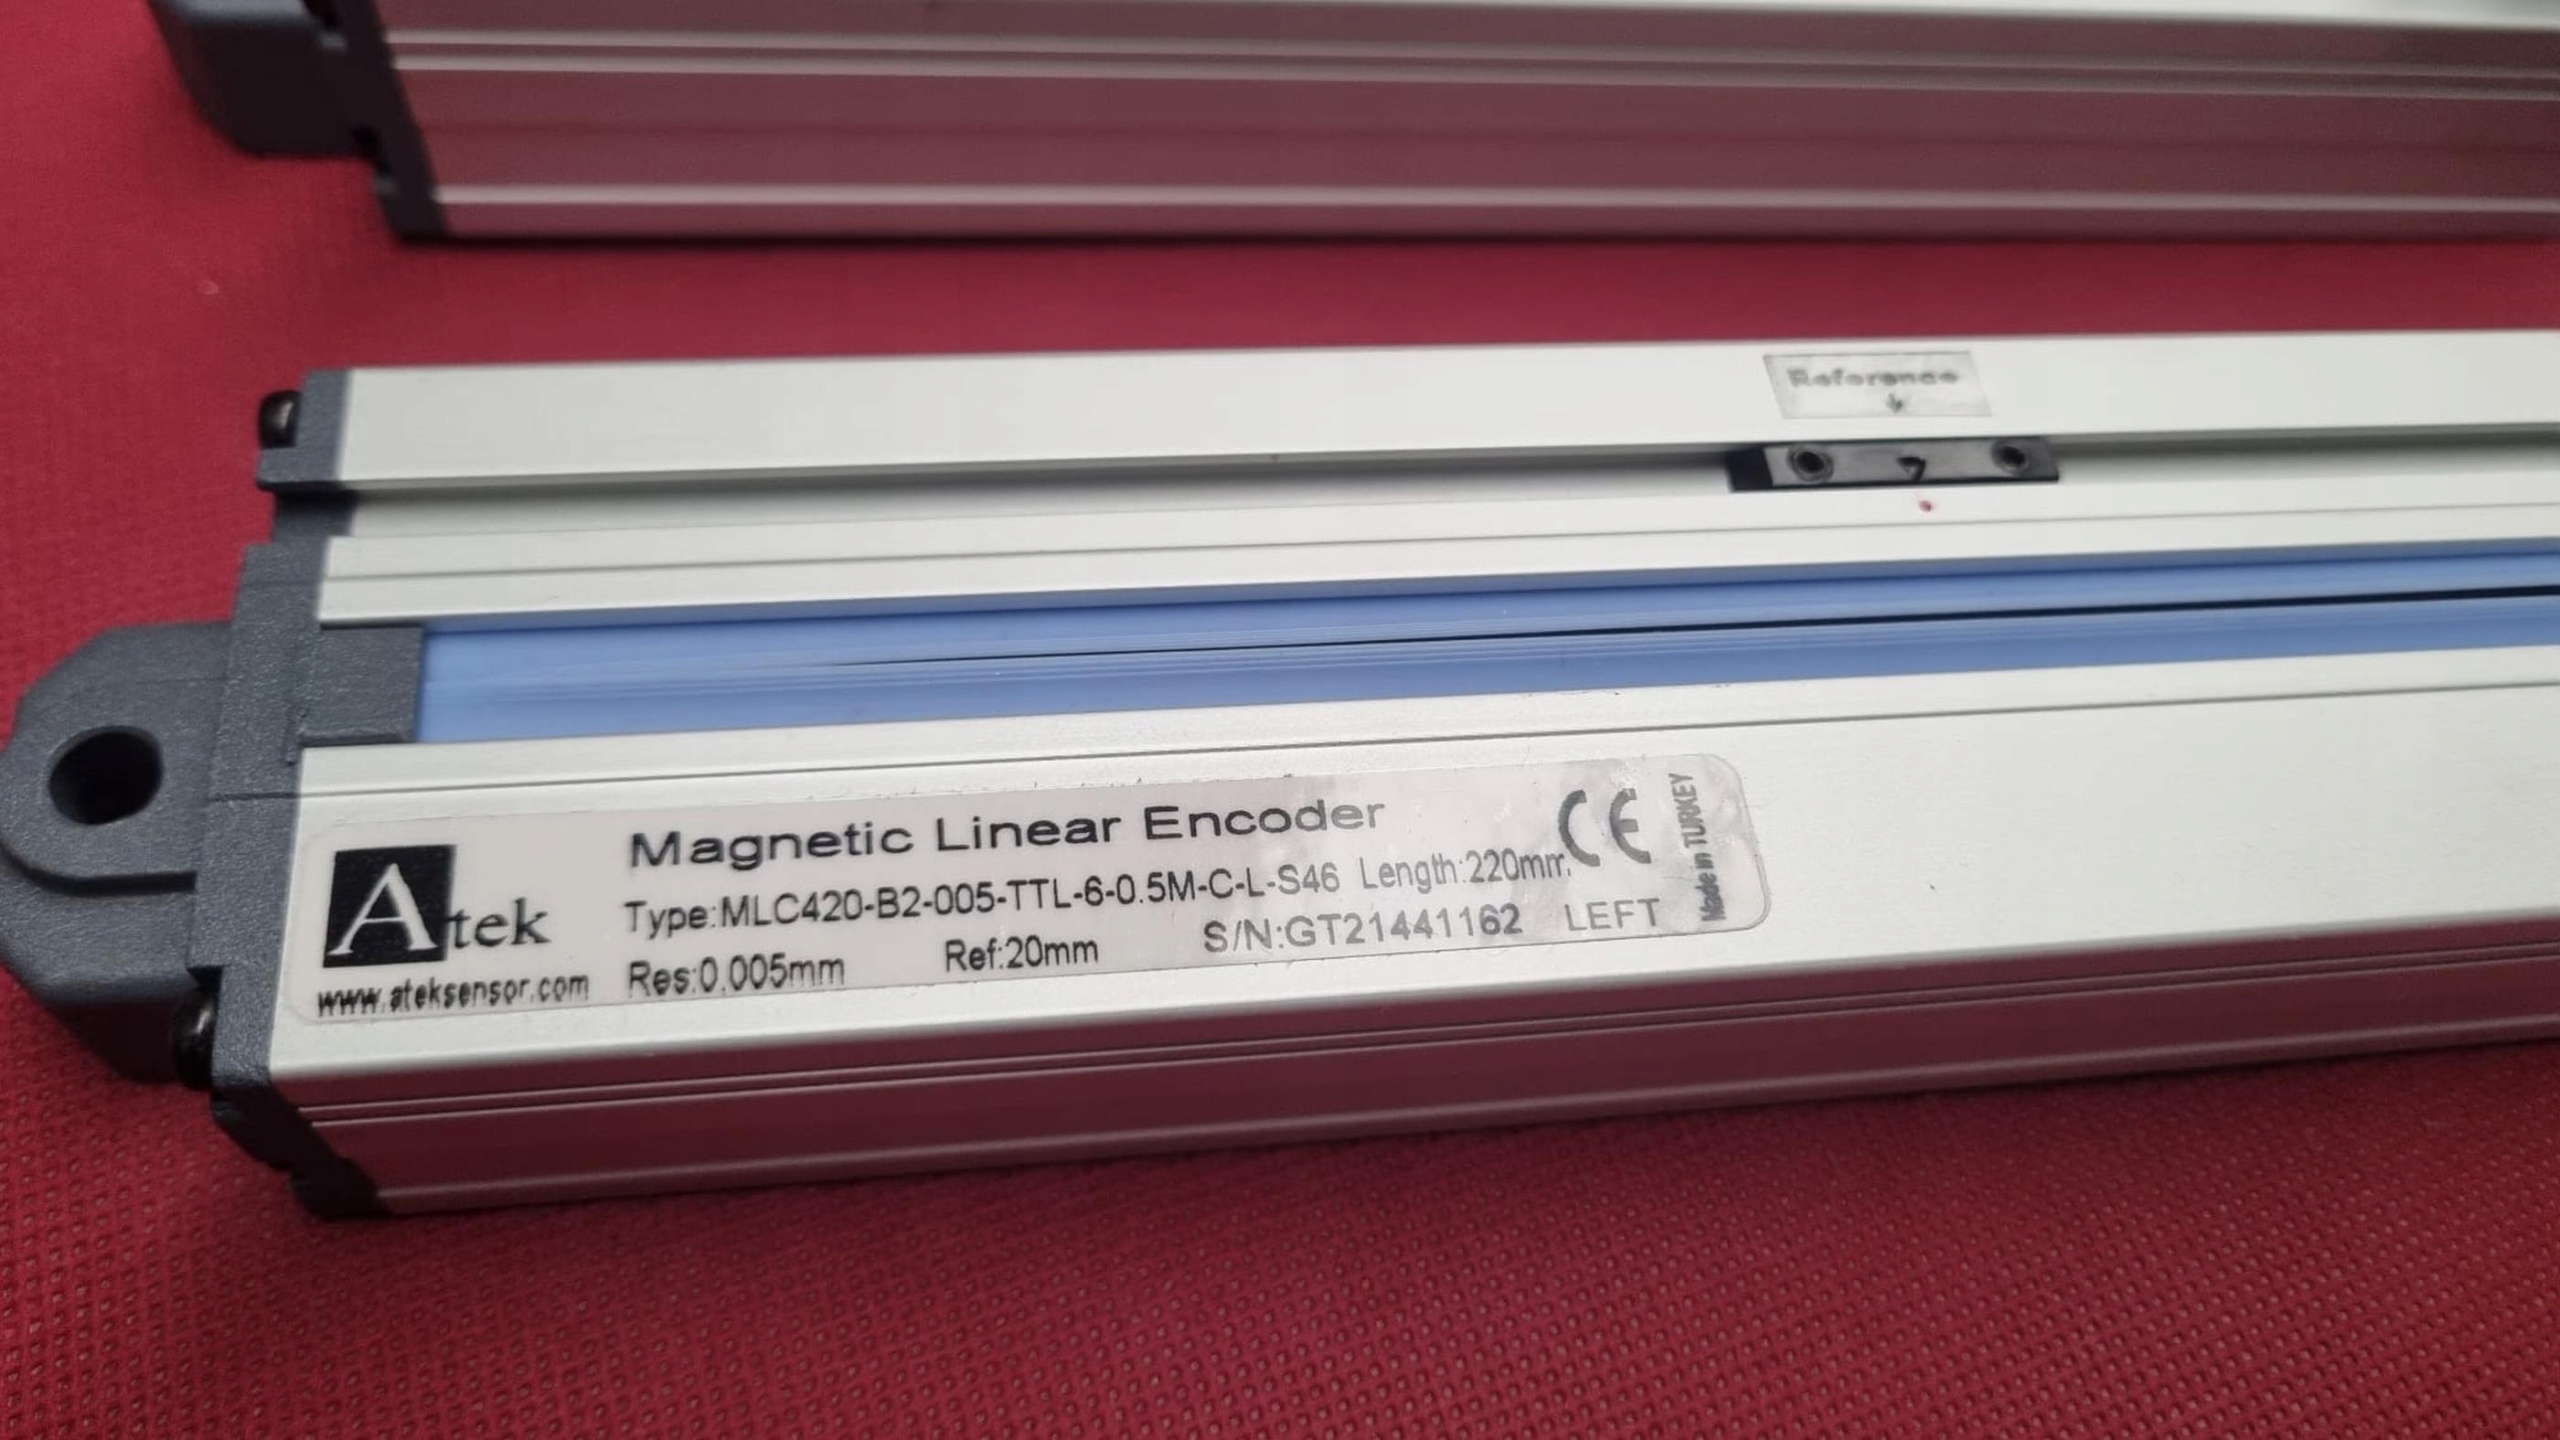 Reference
Magnetic Linear Encoder
CE
Made in TURKEY
Atek
Type:MLC420-B2-005-TTL-6-0.5M-C-L-S46 Length:220mm.
www.ateksensor.com
Res:0.005mm Ref:20mm S/N:GT21441162 LEFT